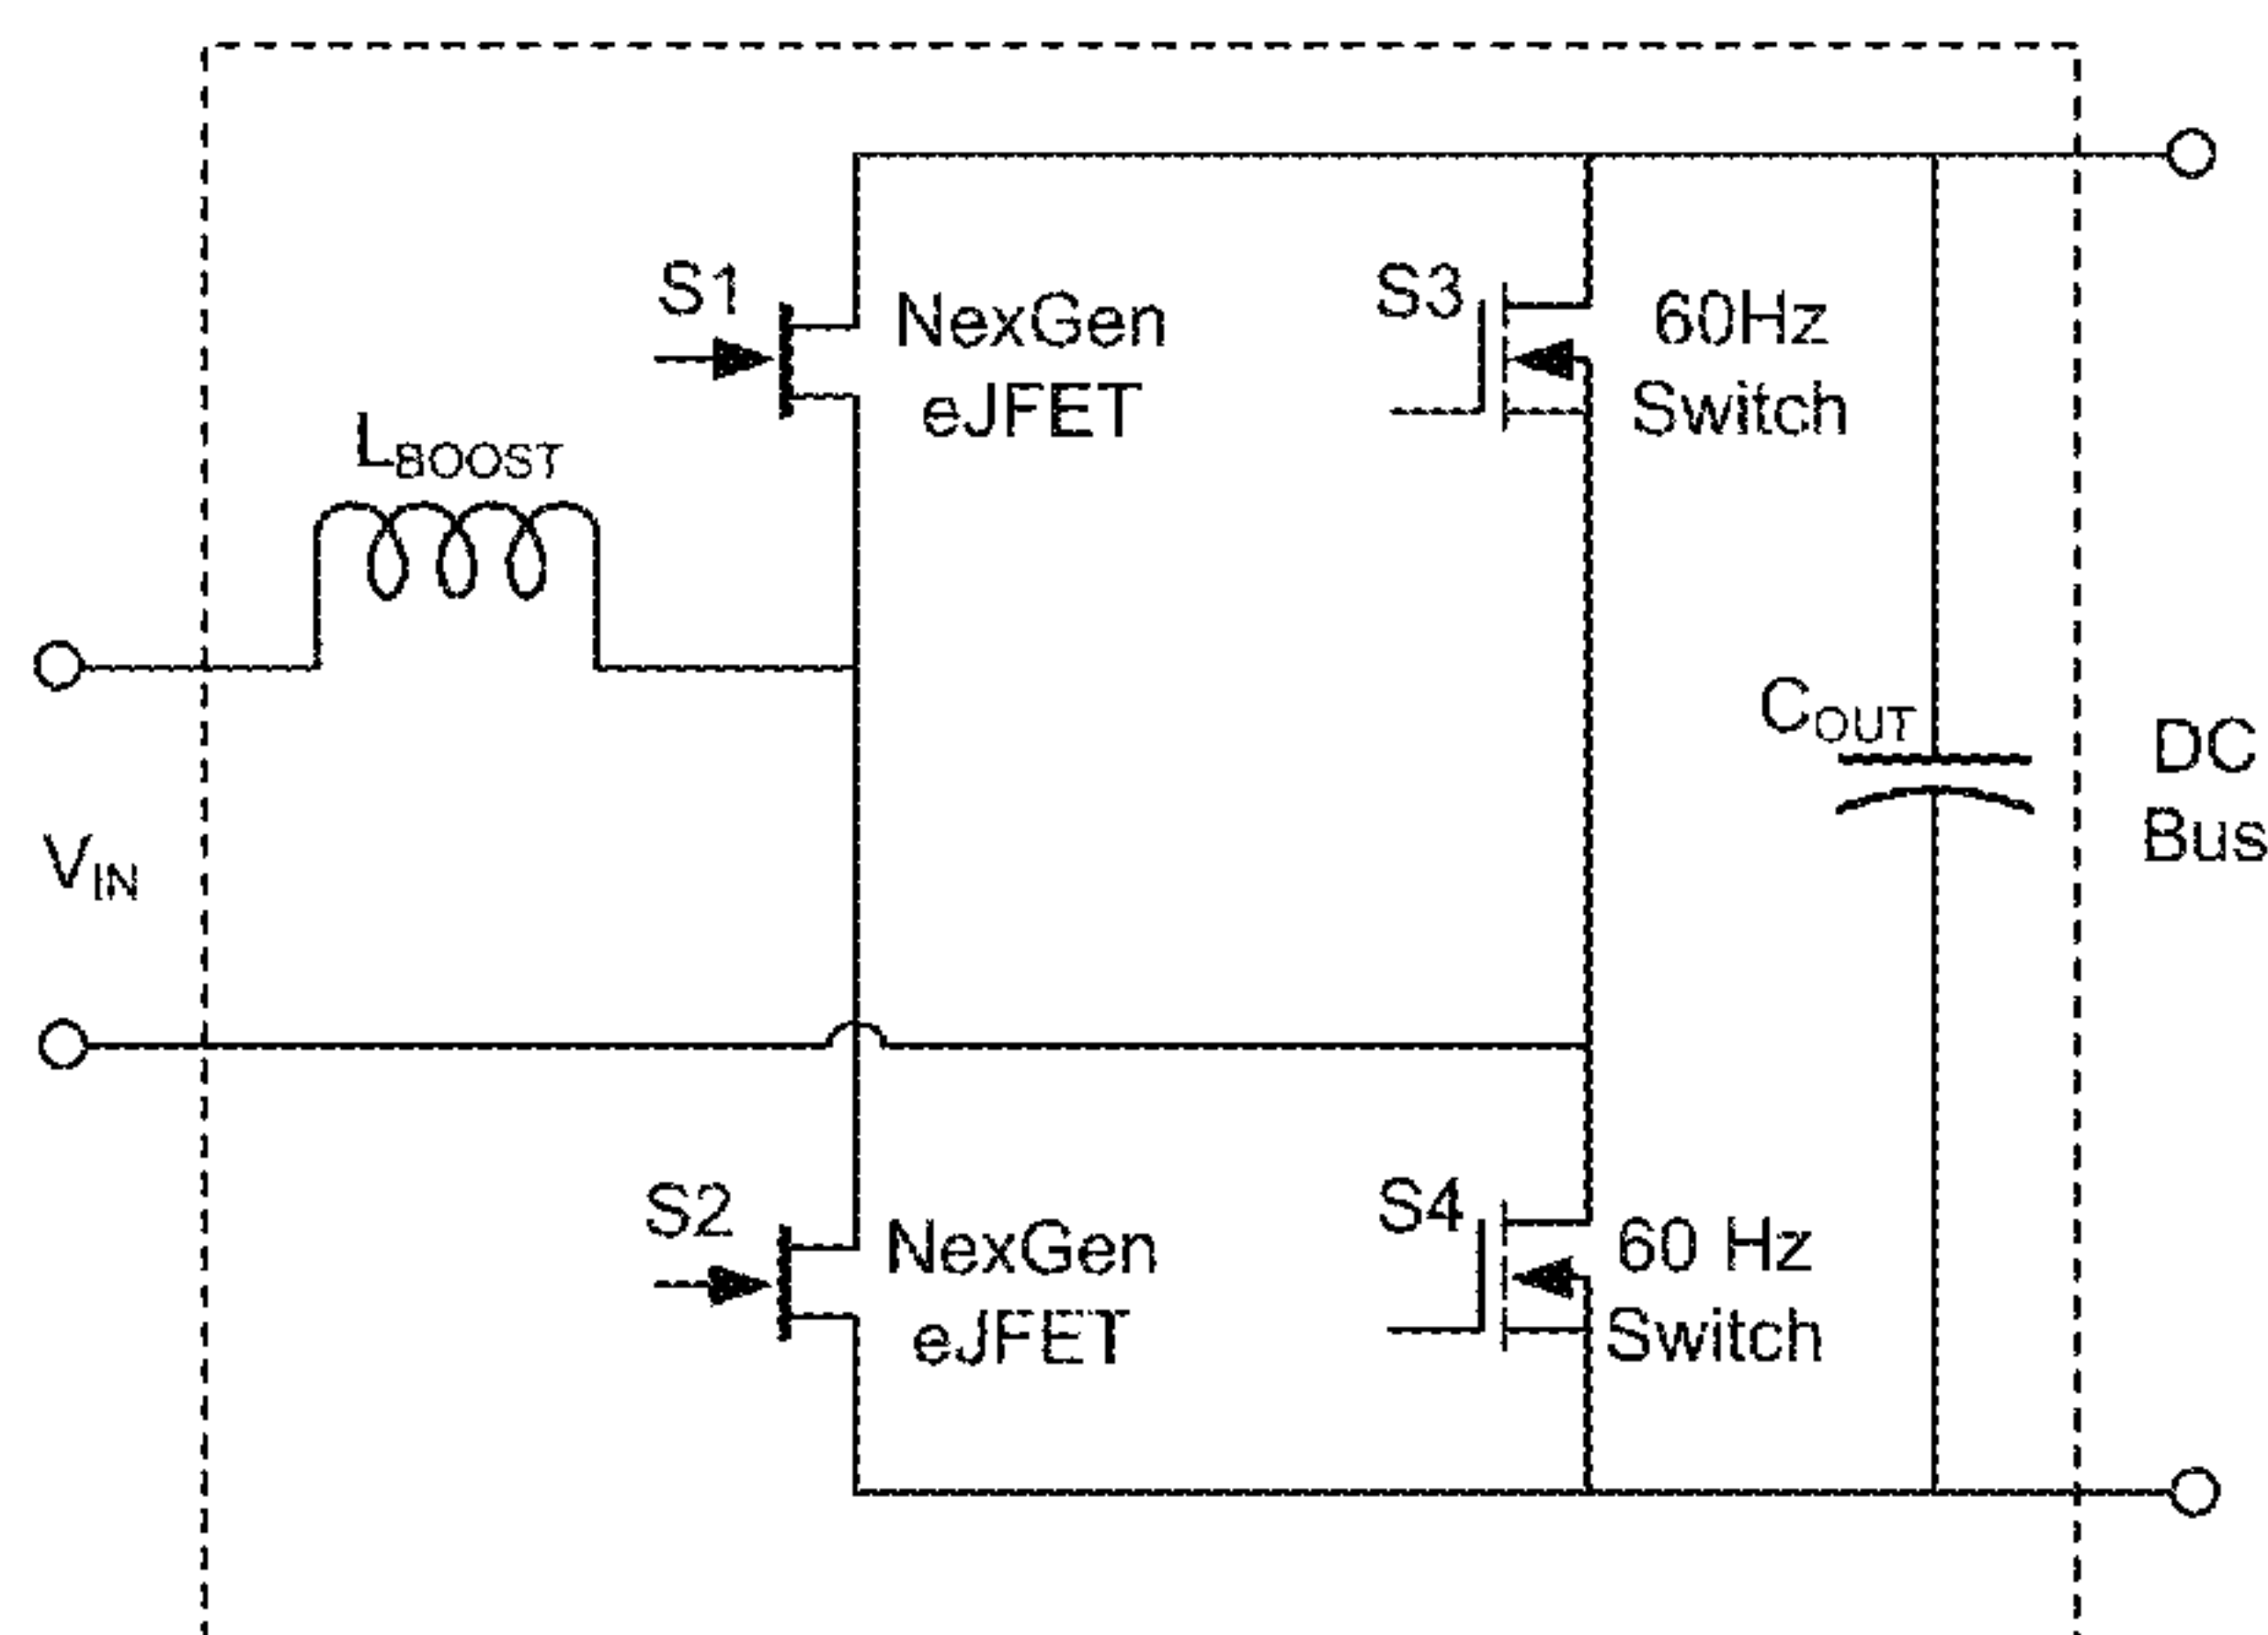 S1
NexGen
eJFET
S3
60Hz
Switch
LBOOST
COUT
DC
Bus
VIN
S2
NexGen
eJFET
S4
60 Hz
Switch